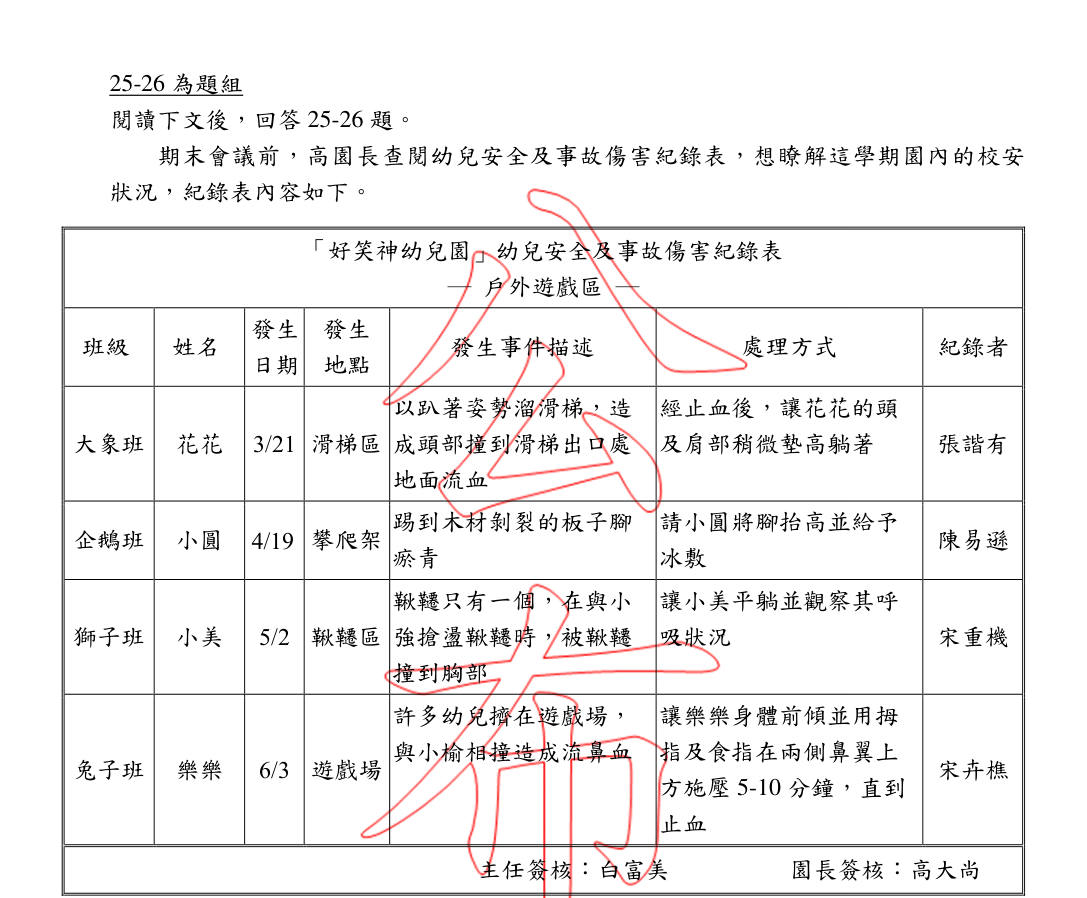 25-26 為題組
閱讀下文後，回答 25-26 題。
期末會議前，高園長查閱幼兒安全及事故傷害紀錄表，想瞭解這學期園內的校安
狀況，紀錄表內容如下。
「好笑神幼兒園」幼兒安全及事故傷害紀錄表
— 戶外遊戲區 —
班級 姓名 發生日期 發生地點 發生事件描述 處理方式 紀錄者
大象班 花花 3/21 滑梯區
以趴著姿勢溜滑梯，造
成頭部撞到滑梯出口處
地面流血
經止血後，讓花花的頭
及肩部稍微墊高躺著
張諧有
企鵝班 小圓 4/19 攀爬架
踢到木材剝裂的板子腳
瘀青
請小圓將腳抬高並給予
冰敷
陳易遜
獅子班 小美 5/2 鞦韆區
鞦韆只有一個，在與小
強搶盪鞦韆時，被鞦韆
撞到胸部
讓小美平躺並觀察其呼
吸狀況
宋重機
兔子班 樂樂 6/3 遊戲場
許多幼兒擠在遊戲場，
與小榆相撞造成流鼻血
讓樂樂身體前傾並用拇
指及食指在兩側鼻翼上
方施壓 5-10 分鐘，直到
止血
宋卉樵
主任簽核：白富美 園長簽核：高大尚
公布